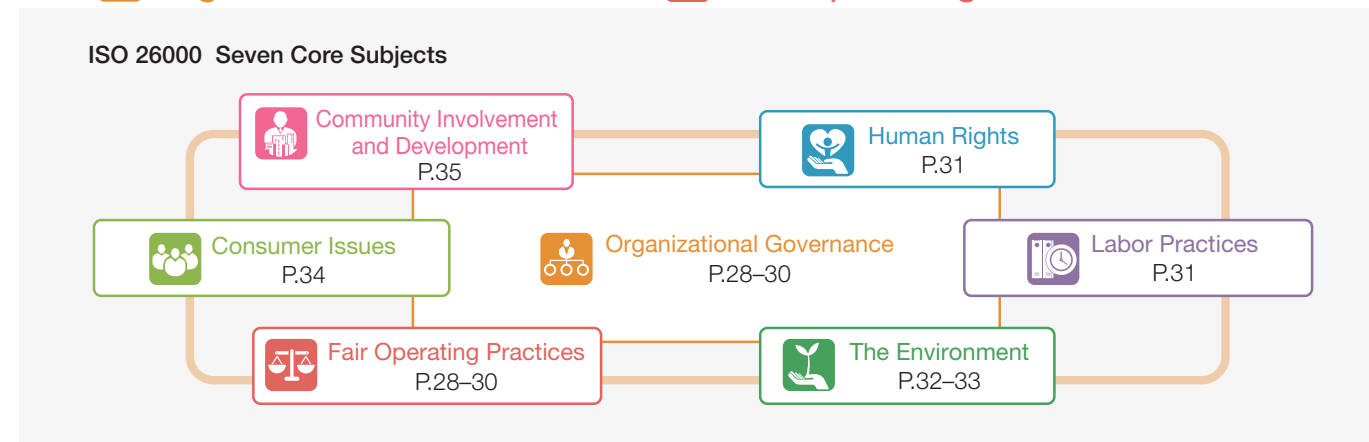 ISO 26000 Seven Core Subjects
Community Involvement
and Development
P.35
Human Rights
P.31
Consumer Issues
P.34
Organizational Governance
P.28–30
Labor Practices
P.31
Fair Operating Practices
P.28–30
The Environment
P.32–33